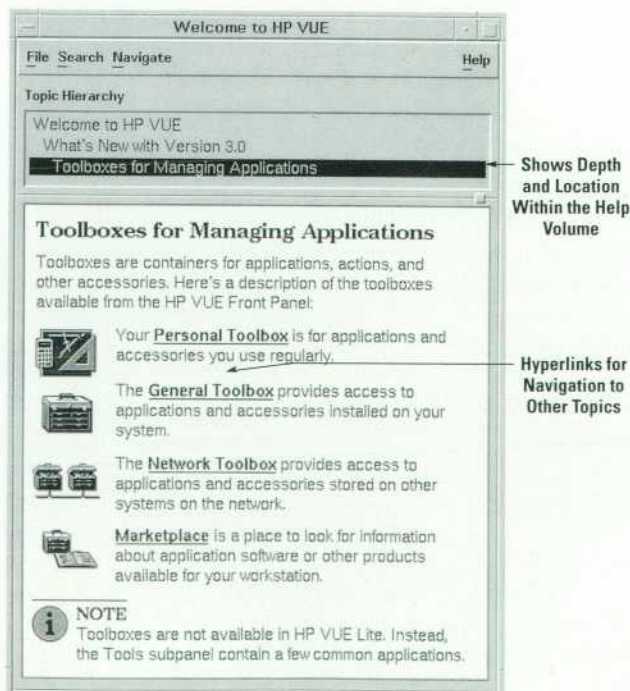 Welcome to HP VUE
File Search Navigate Help
Topic Hierarchy
Welcome to HP VUE
What's New with Version 3.0
Toolboxes for Managing Applications
Shows Depth
and Location
Within the Help
Volume
Toolboxes for Managing Applications
Toolboxes are containers for applications, actions, and
other accessories. Here's a description of the toolboxes
available from the HP VUE Front Panel:
Your Personal Toolbox is for applications and
accessories you use regularly.
Hyperlinks for
Navigation to
Other Topics
The General Toolbox provides access to
applications and accessories installed on your
system.
The Network Toolbox provides access to
applications and accessories stored on other
systems on the network.
Marketplace is a place to look for information
about application software or other products
available for your workstation.
NOTE
Toolboxes are not available in HP VUE Lite. Instead,
the Tools subpanel contain a few common applications.